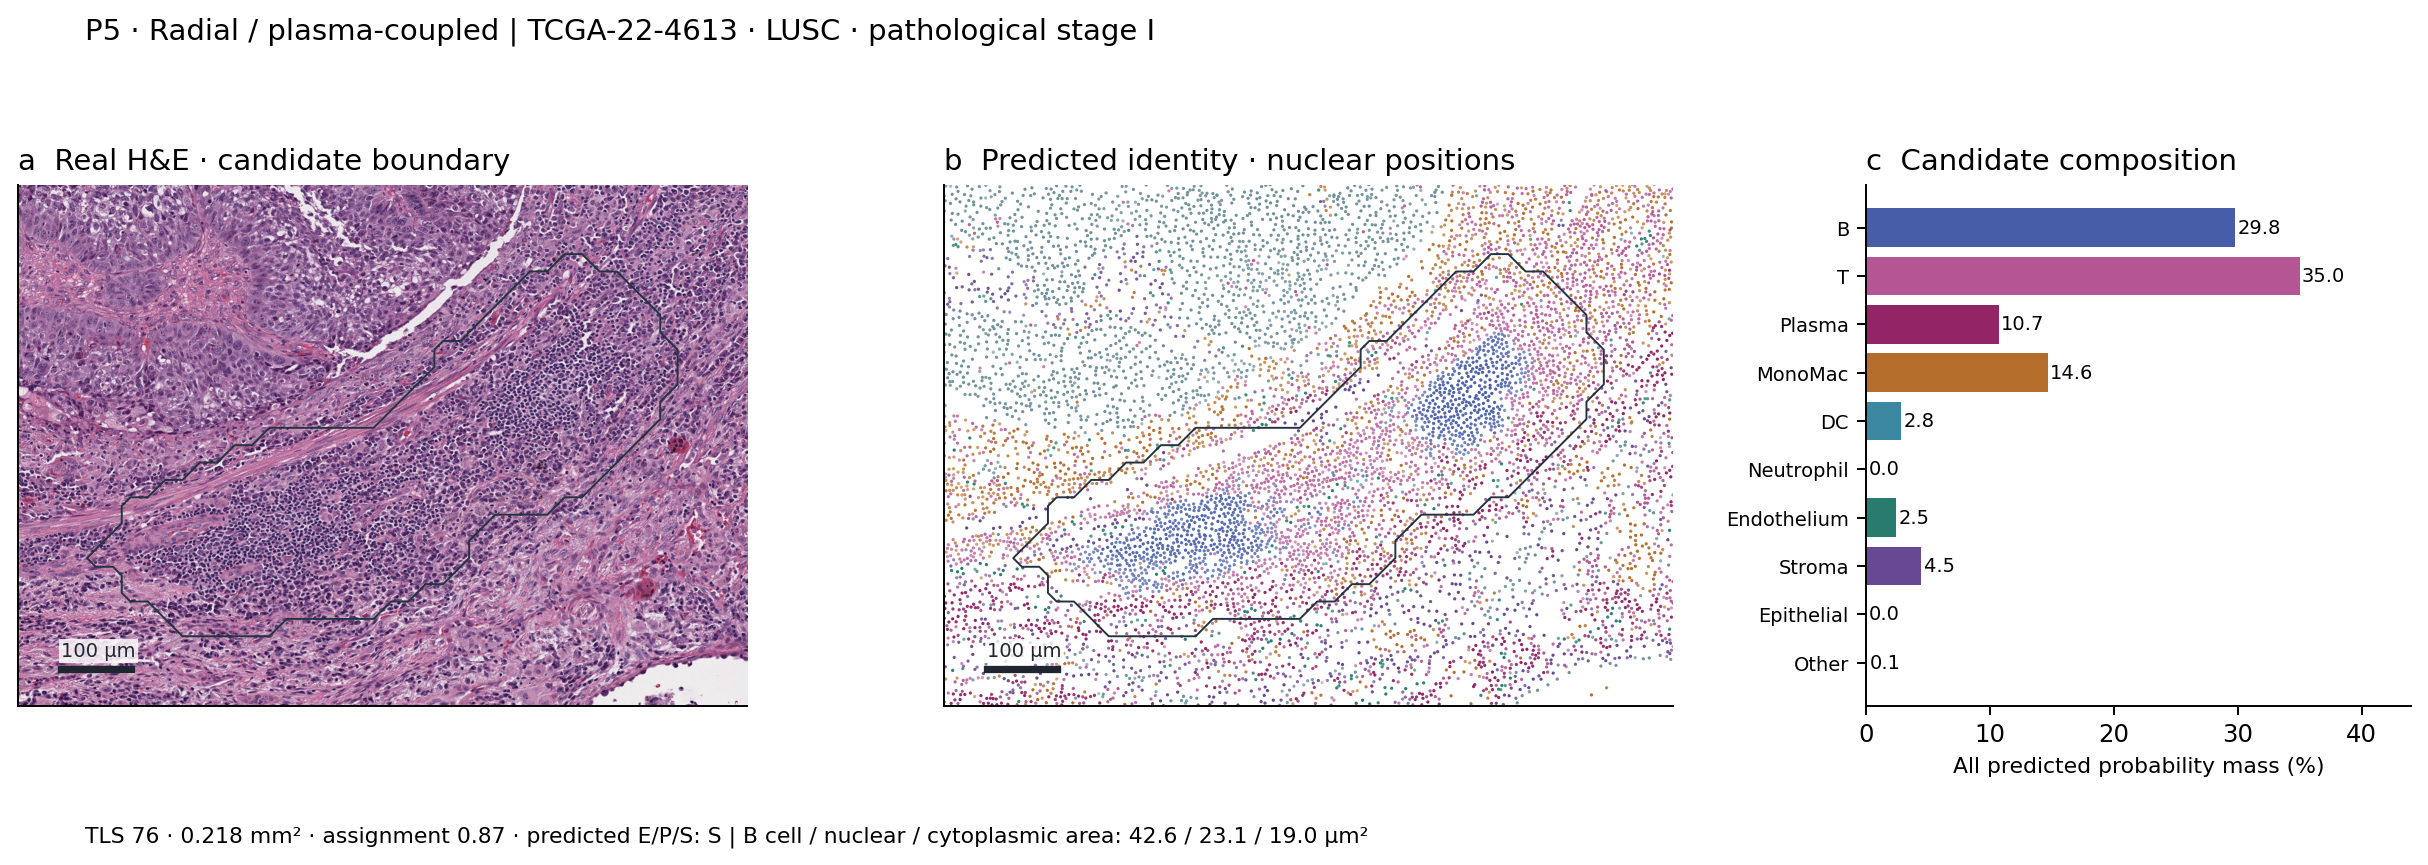 P5 · Radial / plasma-coupled | TCGA-22-4613 · LUSC · pathological stage I
a Real H&E · candidate boundary
100 µm
b Predicted identity · nuclear positions
100 µm
c Candidate composition
B 29.8
T 35.0
Plasma 10.7
MonoMac 14.6
DC 2.8
Neutrophil 0.0
Endothelium 2.5
Stroma 4.5
Epithelial 0.0
Other 0.1
0 10 20 30 40
All predicted probability mass (%)
TLS 76 · 0.218 mm² · assignment 0.87 · predicted E/P/S: S | B cell / nuclear / cytoplasmic area: 42.6 / 23.1 / 19.0 µm²